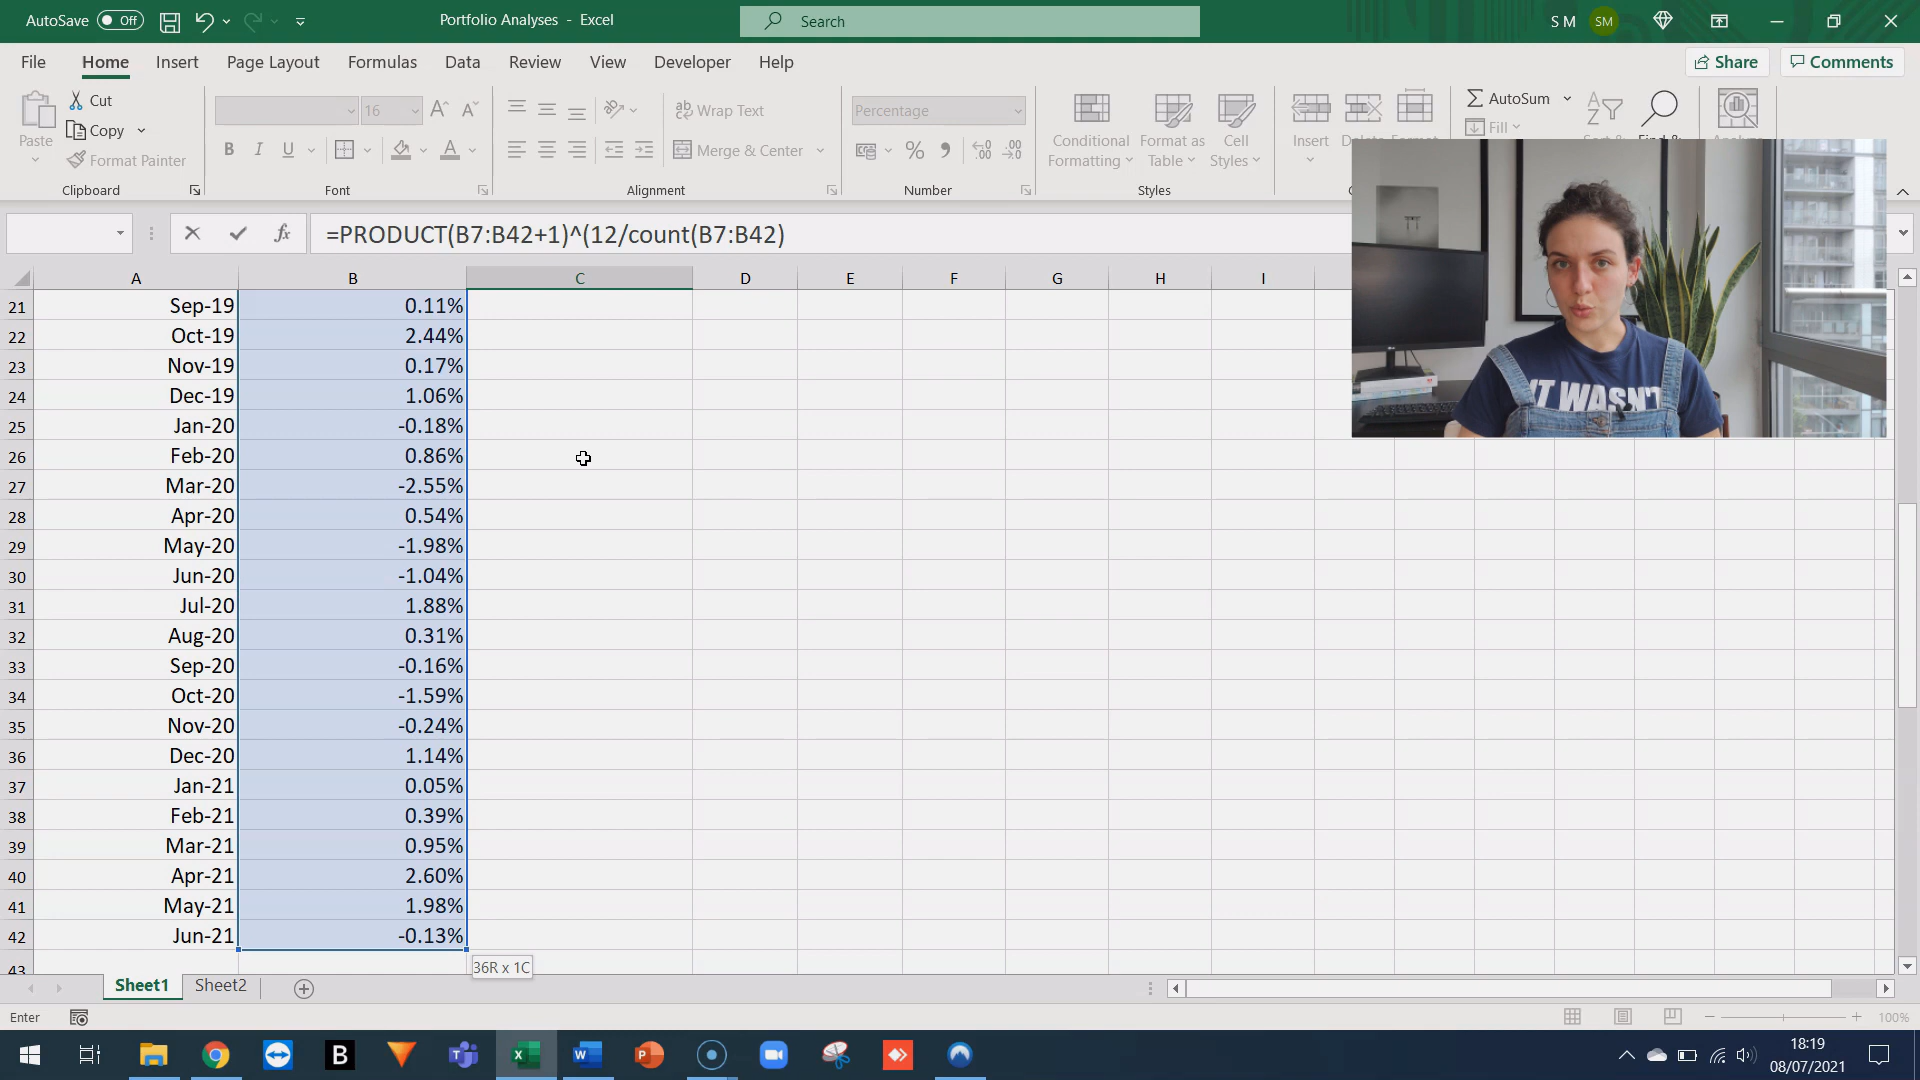 AutoSave Off
Portfolio Analyses - Excel
Search
S M SM
File Home Insert Page Layout Formulas Data Review View Developer Help
Share Comments
Paste
Cut
Copy
Format Painter
Clipboard
16
B I U
Font
ab Wrap Text
Merge & Center
Alignment
Percentage
%
Number
Conditional Formatting
Format as Table
Cell Styles
Styles
Insert
AutoSum
Fill
=PRODUCT(B7:B42+1)^(12/count(B7:B42)
A B C D E F G H I
21 Sep-19 0.11%
22 Oct-19 2.44%
23 Nov-19 0.17%
24 Dec-19 1.06%
25 Jan-20 -0.18%
26 Feb-20 0.86%
27 Mar-20 -2.55%
28 Apr-20 0.54%
29 May-20 -1.98%
30 Jun-20 -1.04%
31 Jul-20 1.88%
32 Aug-20 0.31%
33 Sep-20 -0.16%
34 Oct-20 -1.59%
35 Nov-20 -0.24%
36 Dec-20 1.14%
37 Jan-21 0.05%
38 Feb-21 0.39%
39 Mar-21 0.95%
40 Apr-21 2.60%
41 May-21 1.98%
42 Jun-21 -0.13%
43
36R x 1C
IT WASN'T
Sheet1 Sheet2
Enter
100%
18:19
08/07/2021